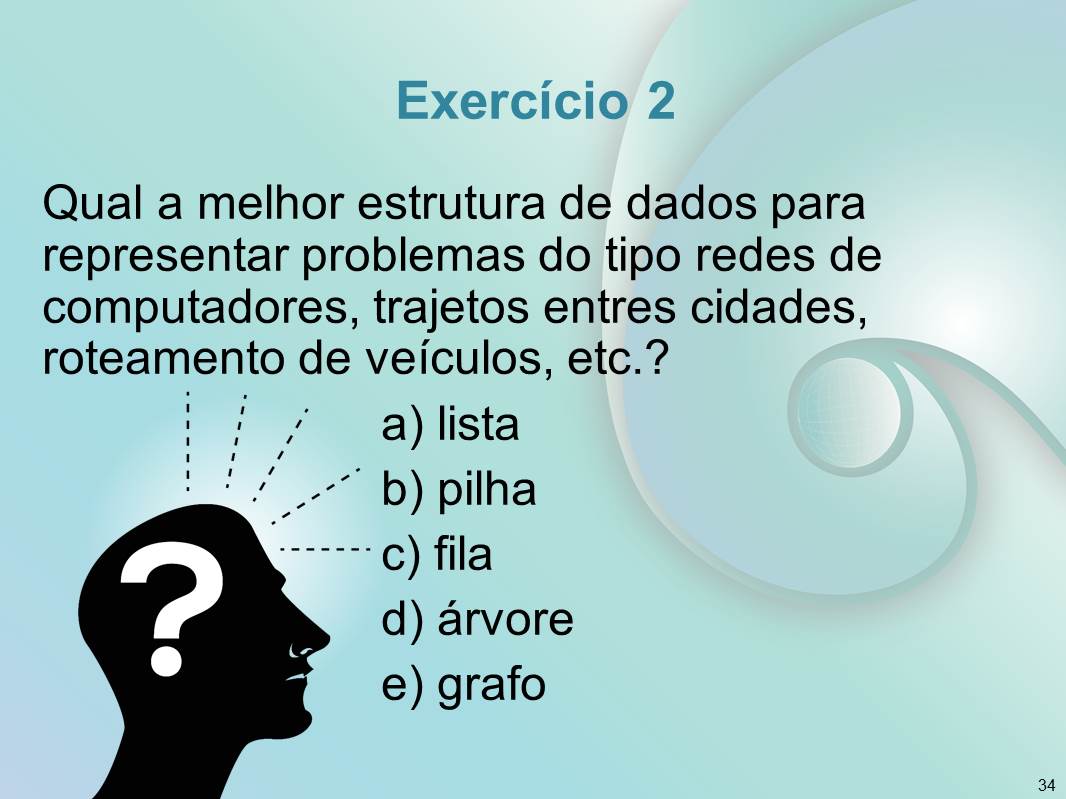 Exercício 2
Qual a melhor estrutura de dados para
representar problemas do tipo redes de
computadores, trajetos entres cidades,
roteamento de veículos, etc.?
a) lista
b) pilha
c) fila
d) árvore
e) grafo
?
34